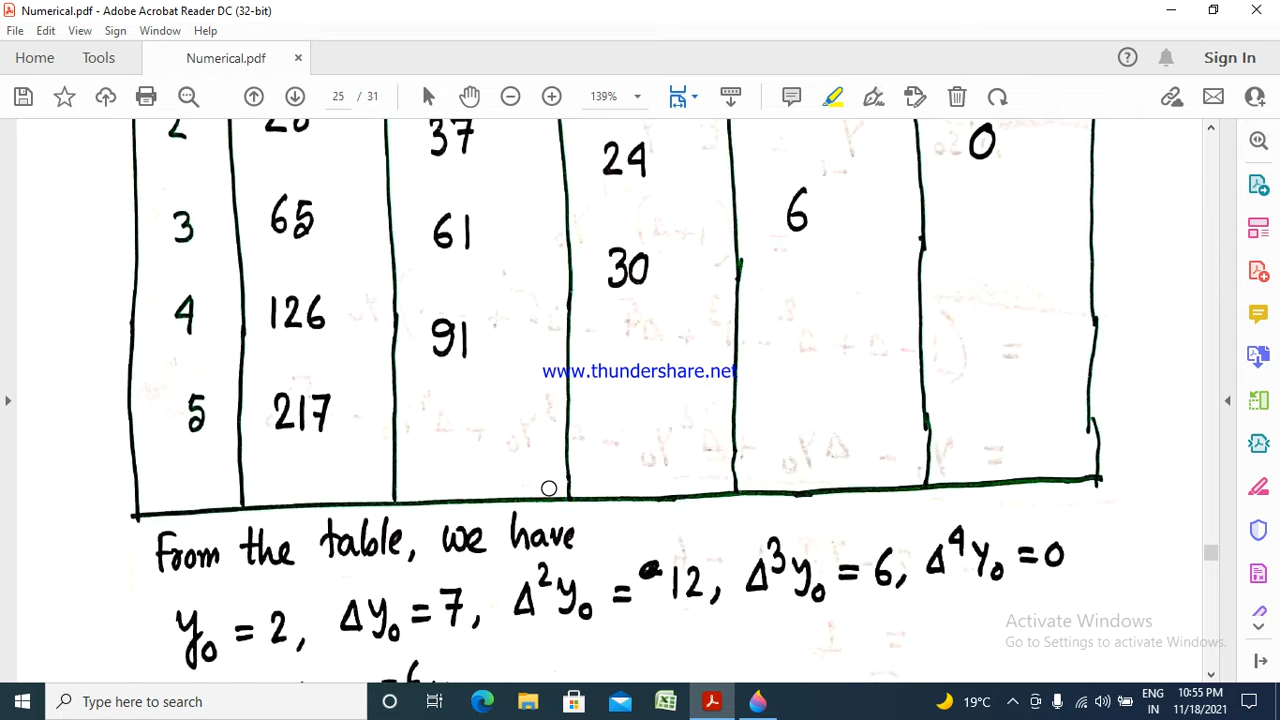 Numerical.pdf - Adobe Acrobat Reader DC (32-bit)
File Edit View Sign Window Help
Home Tools Numerical.pdf × Sign In
25 / 31 139%
37 0
24
3 65 61 6
30
4 126 91
www.thundershare.net
5 217
From the table, we have
y₀ = 2, Δy₀ = 7, Δ²y₀ = 12, Δ³y₀ = 6, Δ⁴y₀ = 0
Activate Windows
Go to Settings to activate Windows.
Type here to search
19°C ENG IN 10:55 PM 11/18/2021